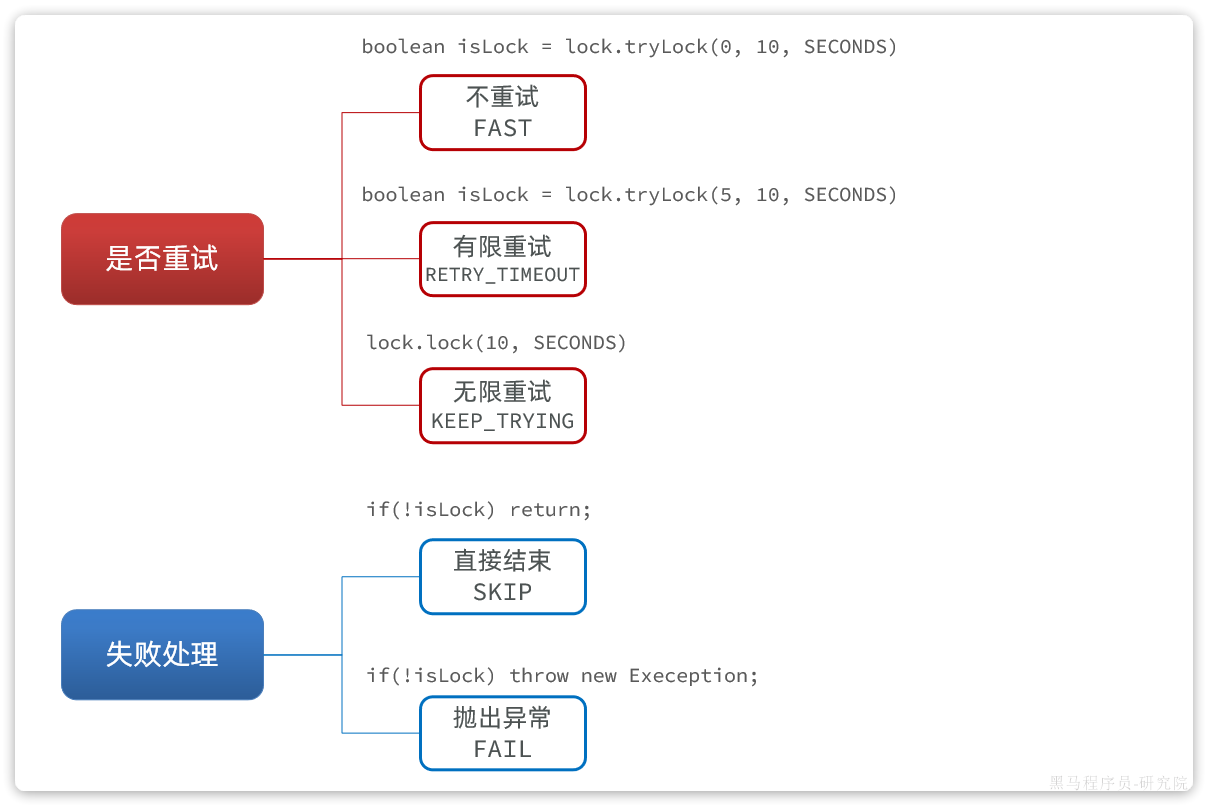 boolean isLock = lock.tryLock(0, 10, SECONDS)
不重试
FAST
boolean isLock = lock.tryLock(5, 10, SECONDS)
是否重试
有限重试
RETRY_TIMEOUT
lock.lock(10, SECONDS)
无限重试
KEEP_TRYING
if(!isLock) return;
直接结束
SKIP
失败处理
if(!isLock) throw new Exeception;
抛出异常
FAIL
黑马程序员-研究院